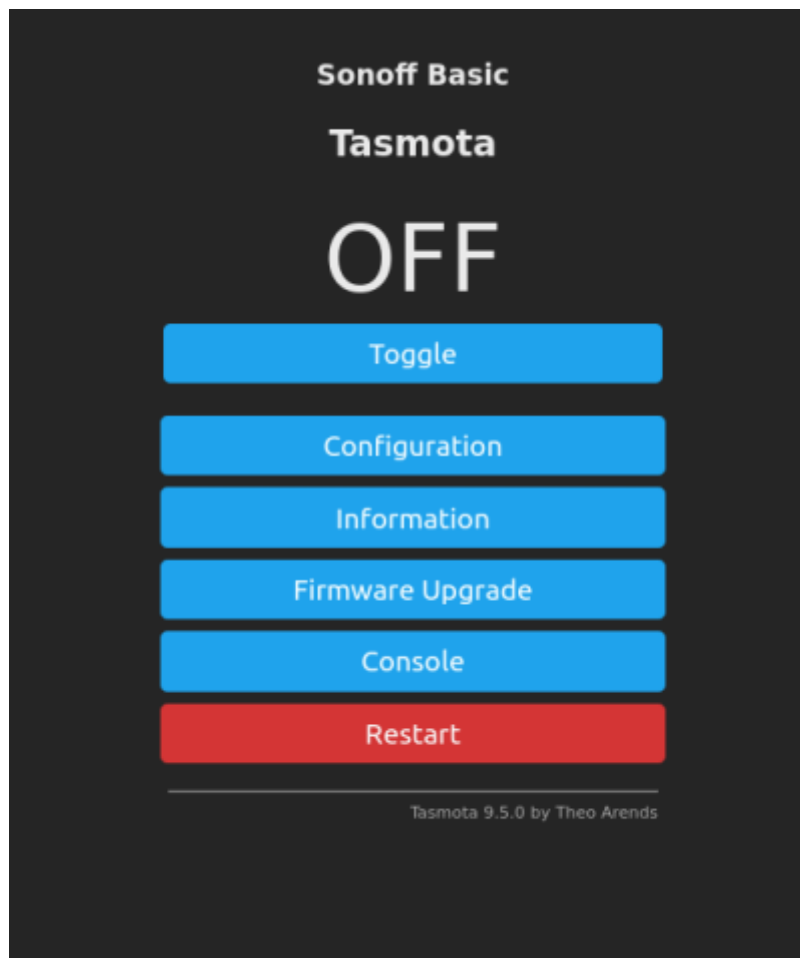 Sonoff Basic
Tasmota
OFF
Toggle
Configuration
Information
Firmware Upgrade
Console
Restart
Tasmota 9.5.0 by Theo Arends